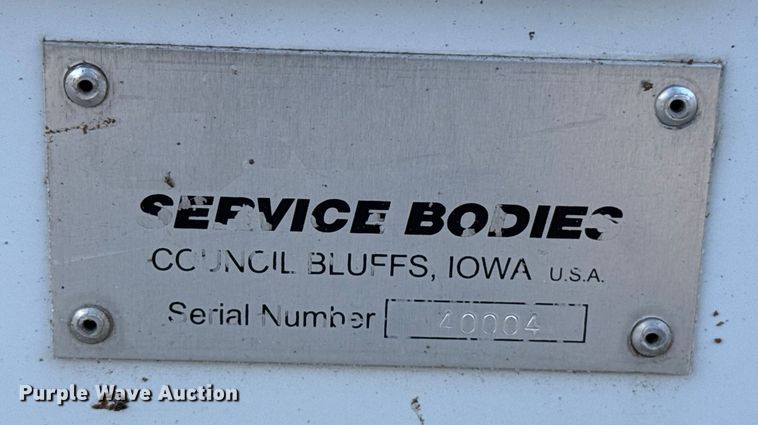 SERVICE BODIES
COUNCIL BLUFFS, IOWA U.S.A.
Serial Number 40004
Purple Wave Auction